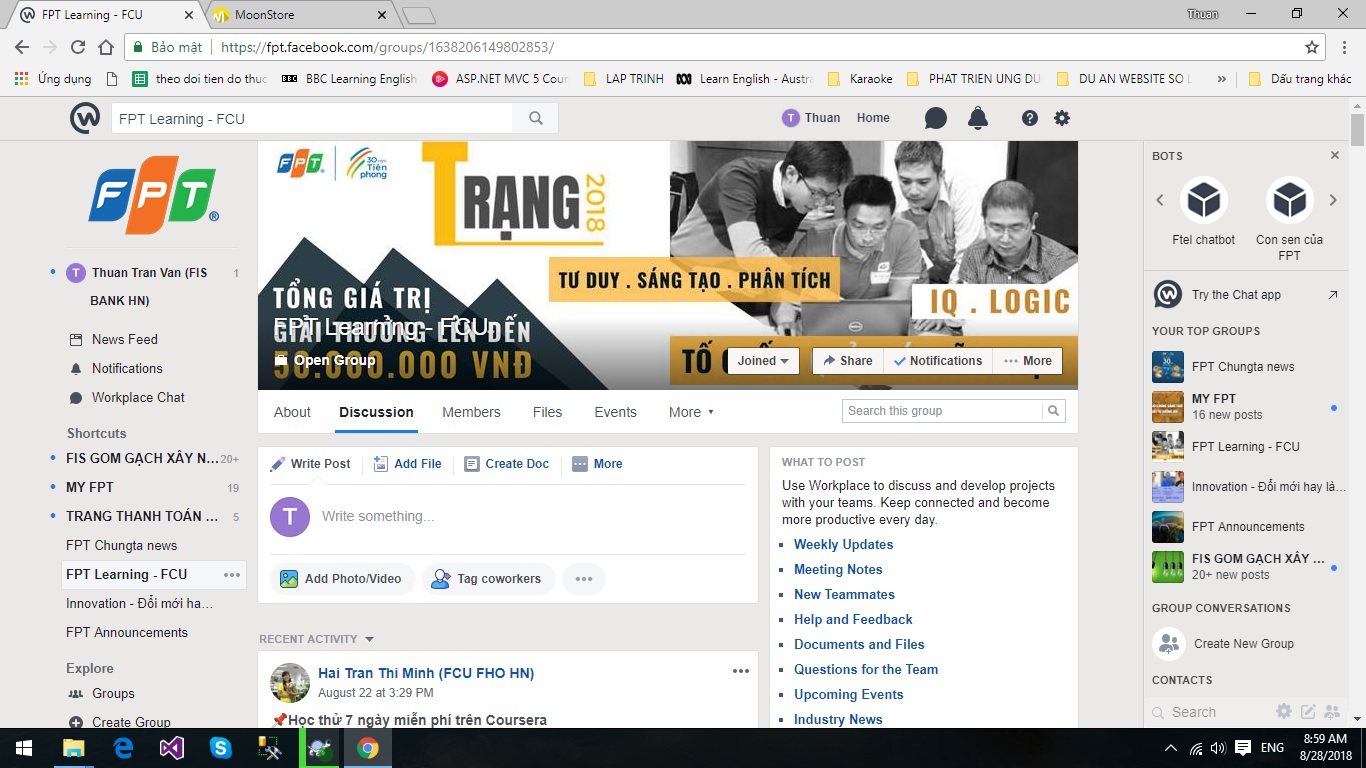 FPT Learning - FCU
MoonStore
Thuan
Bảo mật
https://fpt.facebook.com/groups/1638206149802853/
Ứng dụng
theo doi tien do thuc
BBC Learning English
ASP.NET MVC 5 Cour
LAP TRINH
Learn English - Austra
Karaoke
PHAT TRIEN UNG DU
DU AN WEBSITE SO L
»
Dấu trang khác
FPT Learning - FCU
T
Thuan
Home
FPT®
Thuan Tran Van (FIS
BANK HN)
1
News Feed
Notifications
Workplace Chat
Shortcuts
FIS GOM GẠCH XÂY N... 20+
MY FPT 19
TRANG THANH TOÁN ... 5
FPT Chungta news
FPT Learning - FCU
Innovation - Đổi mới ha...
FPT Announcements
Explore
Groups
Create Group
FPT
30 năm
Tiên phong
TRẠNG
2018
TƯ DUY . SÁNG TẠO . PHÂN TÍCH
IQ . LOGIC
TỔNG GIÁ TRỊ
GIẢI THƯỞNG LÊN ĐẾN
50.000.000 VNĐ
FPT Learning - FCU
Open Group
TỐ
DELL
Joined
Share
Notifications
More
About
Discussion
Members
Files
Events
More
Search this group
Write Post
Add File
Create Doc
More
T
Write something...
Add Photo/Video
Tag coworkers
RECENT ACTIVITY
Hai Tran Thi Minh (FCU FHO HN)
August 22 at 3:29 PM
📌Học thử 7 ngày miễn phí trên Coursera
WHAT TO POST
Use Workplace to discuss and develop projects
with your teams. Keep connected and become
more productive every day.
Weekly Updates
Meeting Notes
New Teammates
Help and Feedback
Documents and Files
Questions for the Team
Upcoming Events
Industry News
BOTS
Ftel chatbot
Con sen của
FPT
Try the Chat app
YOUR TOP GROUPS
FPT Chungta news
MY FPT
16 new posts
FPT Learning - FCU
Innovation - Đổi mới hay là...
FPT Announcements
FIS GOM GẠCH XÂY ...
20+ new posts
GROUP CONVERSATIONS
Create New Group
CONTACTS
Search
ENG
8:59 AM
8/28/2018